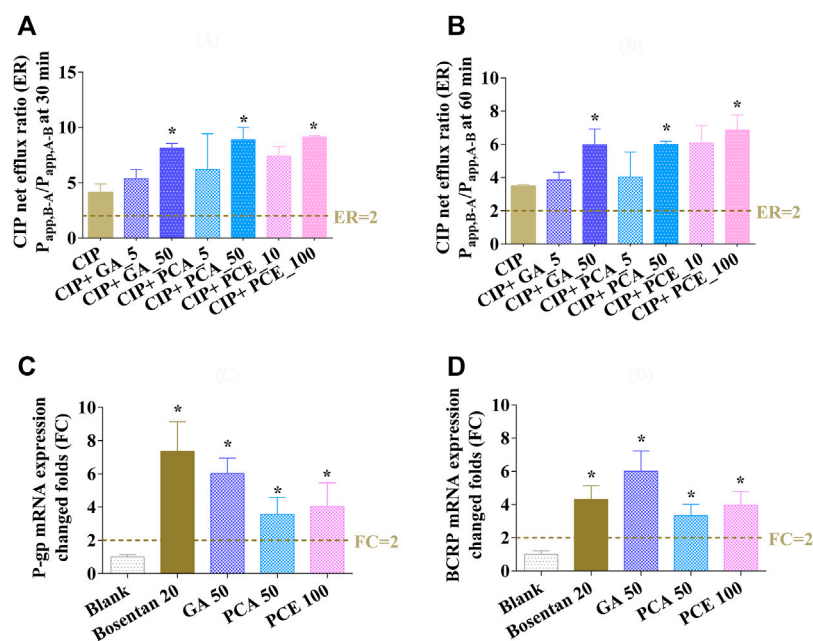 A
(A)
CIP net efflux ratio (ER)
Papp,B-A/Papp,A-B at 30 min
15
10
5
0
*
*
*
ER=2
CIP
CIP+ GA_5
CIP+ GA_50
CIP+ PCA_5
CIP+ PCA_50
CIP+ PCE_10
CIP+ PCE_100
B
(B)
CIP net efflux ratio (ER)
Papp,B-A/Papp,A-B at 60 min
10
8
6
4
2
0
*
*
*
ER=2
CIP
CIP+ GA_5
CIP+ GA_50
CIP+ PCA_5
CIP+ PCA_50
CIP+ PCE_10
CIP+ PCE_100
C
(C)
P-gp mRNA expression
changed folds (FC)
10
8
6
4
2
0
*
*
*
*
FC=2
Blank
Bosentan 20
GA 50
PCA 50
PCE 100
D
(D)
BCRP mRNA expression
changed folds (FC)
10
8
6
4
2
0
*
*
*
*
FC=2
Blank
Bosentan 20
GA 50
PCA 50
PCE 100